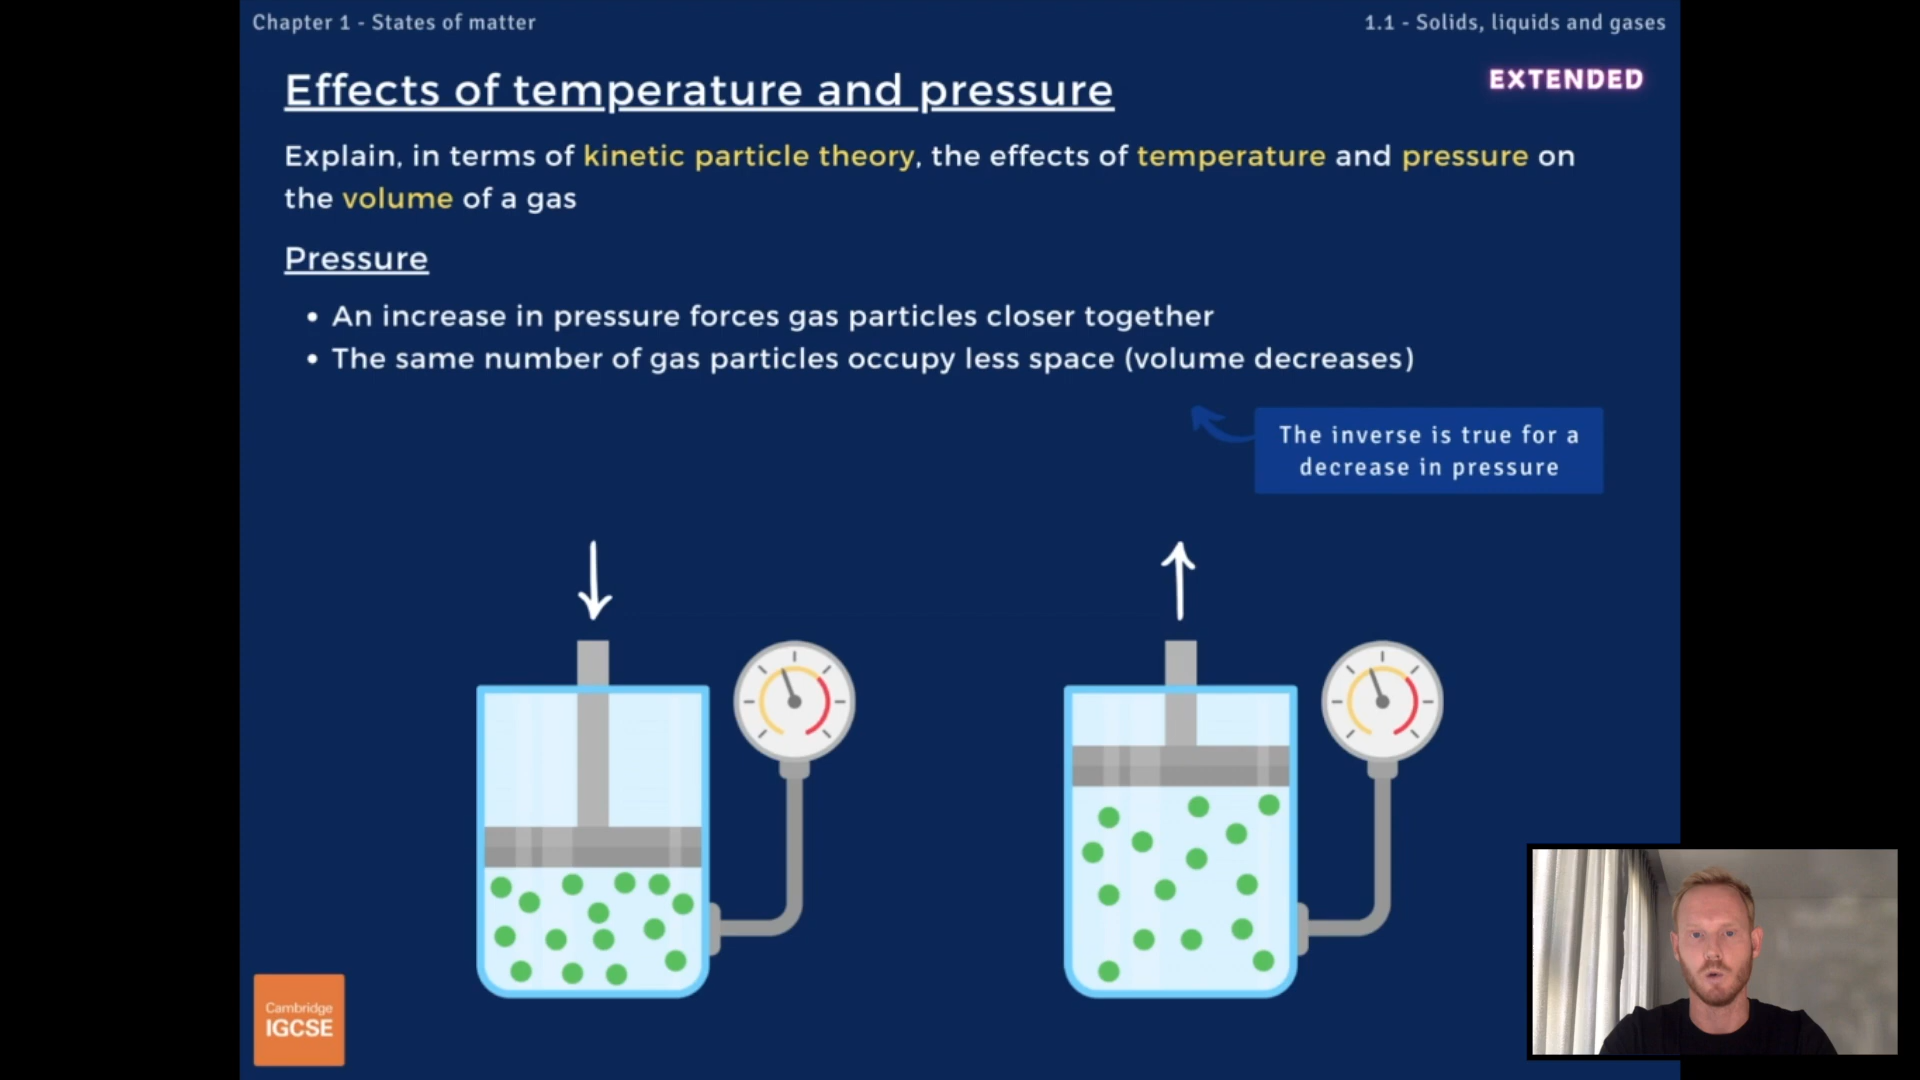 Chapter 1 - States of matter
1.1 - Solids, liquids and gases
Effects of temperature and pressure
EXTENDED
Explain, in terms of kinetic particle theory, the effects of temperature and pressure on
the volume of a gas
Pressure
• An increase in pressure forces gas particles closer together
• The same number of gas particles occupy less space (volume decreases)
The inverse is true for a
decrease in pressure
Cambridge
IGCSE